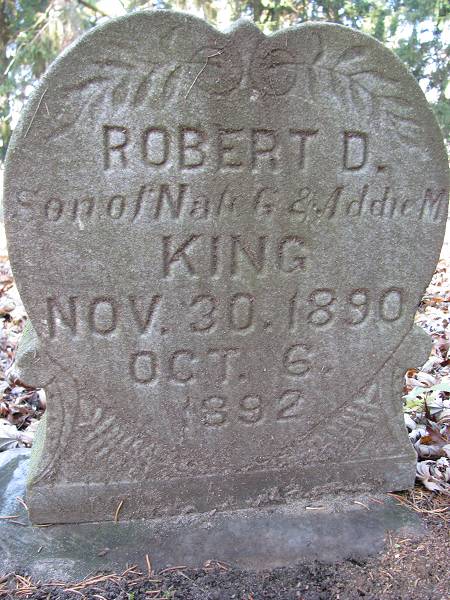 ROBERT D.
Son of Nat G & Addie M
KING
NOV. 30. 1890
OCT. 6.
1892